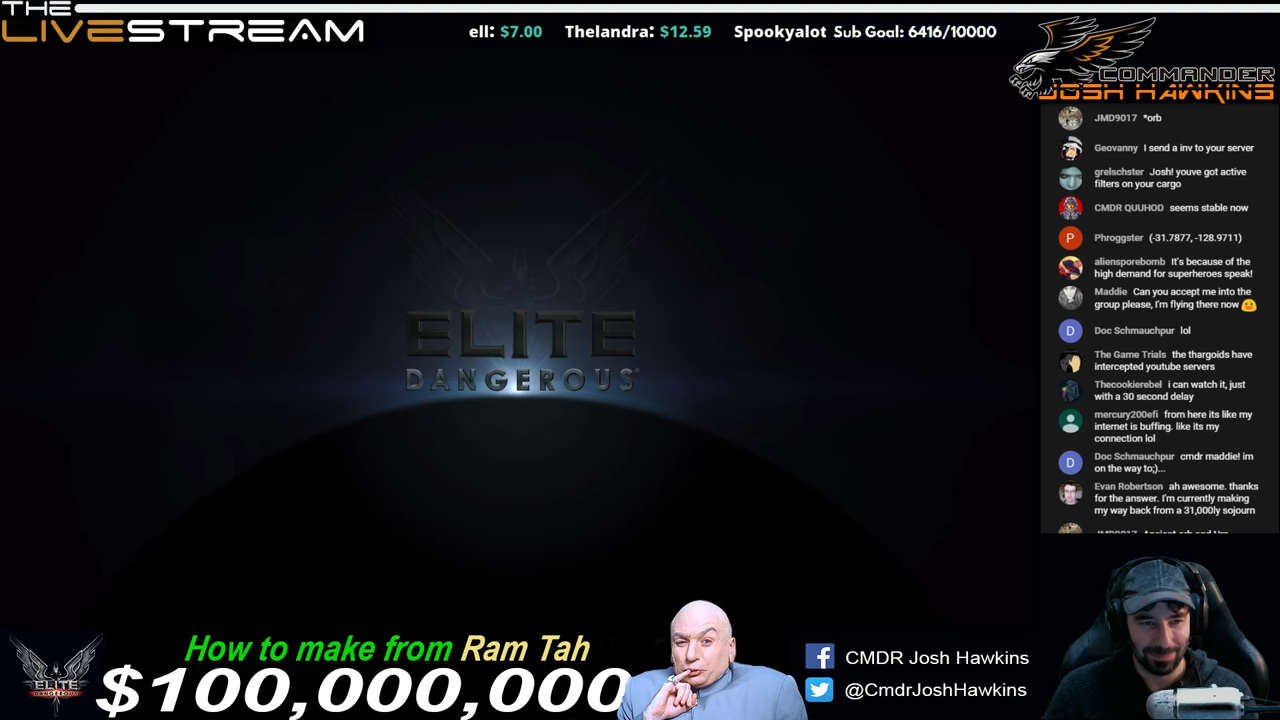 THE
LIVESTREAM
ell: $7.00 Thelandra: $12.59 Spookyalot Sub Goal: 6416/10000
COMMANDER
JOSH HAWKINS
JMD9017 *orb
Geovanny I send a inv to your server
grelschster Josh! youve got active
filters on your cargo
CMDR QUUHOD seems stable now
P
Phroggster (-31.7877, -128.9711)
aliensporebomb It's because of the
high demand for superheroes speak!
Maddie Can you accept me into the
group please, I'm flying there now
D
Doc Schmauchpur lol
The Game Trials the thargoids have
intercepted youtube servers
Thecookierebel i can watch it, just
with a 30 second delay
mercury200efi from here its like my
internet is buffing. like its my
connection lol
D
Doc Schmauchpur cmdr maddie! im
on the way to;)...
Evan Robertson ah awesome. thanks
for the answer. I'm currently making
my way back from a 31,000ly sojourn
ELITE
DANGEROUS
How to make from Ram Tah
$100,000,000
ELITE
DANGEROUS
CMDR Josh Hawkins
@CmdrJoshHawkins